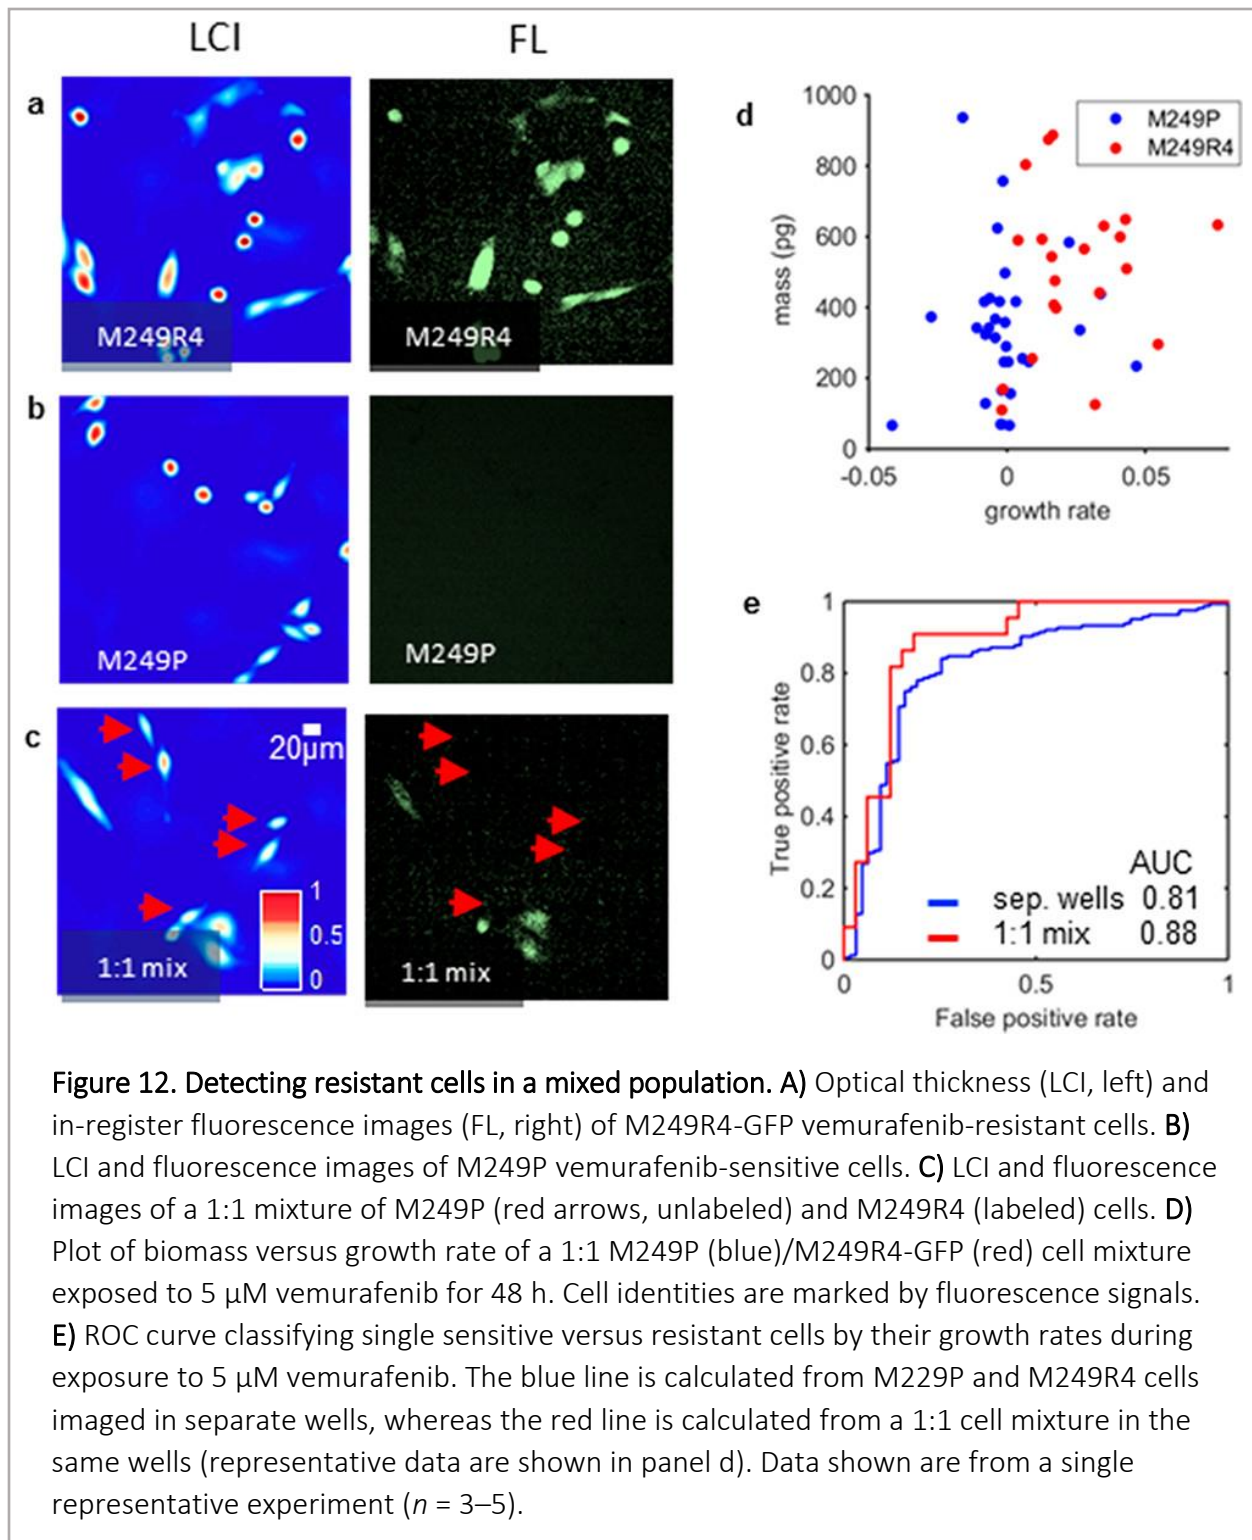 LCI FL
a
M249R4 M249R4
b
M249P M249P
c
20µm
1
0.5
0
1:1 mix 1:1 mix
d
1000
800
600
400
200
0
mass (pg)
-0.05 0 0.05
growth rate
M249P
M249R4
e
1
0.8
0.6
0.4
0.2
0
True positive rate
AUC
sep. wells 0.81
1:1 mix 0.88
0 0.5 1
False positive rate
Figure 12. Detecting resistant cells in a mixed population. A) Optical thickness (LCI, left) and
in-register fluorescence images (FL, right) of M249R4-GFP vemurafenib-resistant cells. B)
LCI and fluorescence images of M249P vemurafenib-sensitive cells. C) LCI and fluorescence
images of a 1:1 mixture of M249P (red arrows, unlabeled) and M249R4 (labeled) cells. D)
Plot of biomass versus growth rate of a 1:1 M249P (blue)/M249R4-GFP (red) cell mixture
exposed to 5 µM vemurafenib for 48 h. Cell identities are marked by fluorescence signals.
E) ROC curve classifying single sensitive versus resistant cells by their growth rates during
exposure to 5 µM vemurafenib. The blue line is calculated from M229P and M249R4 cells
imaged in separate wells, whereas the red line is calculated from a 1:1 cell mixture in the
same wells (representative data are shown in panel d). Data shown are from a single
representative experiment (n = 3–5).